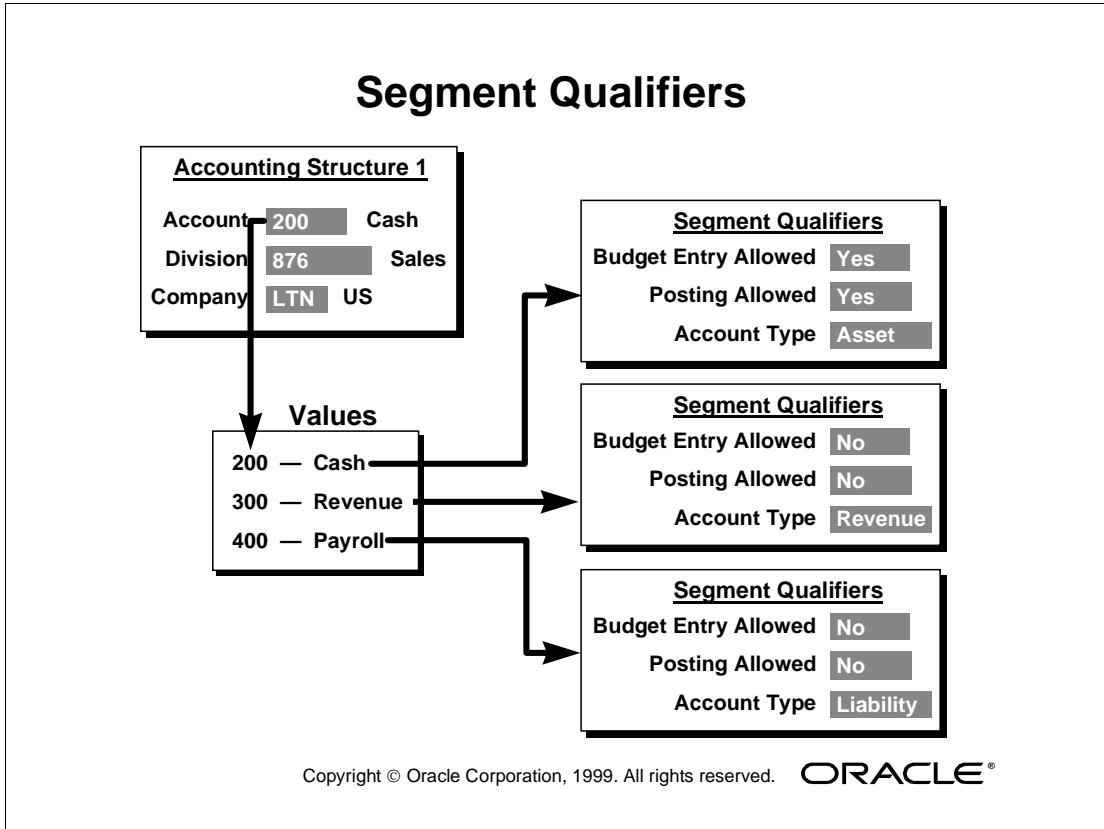 Segment Qualifiers
Accounting Structure 1
Account 200 Cash
Division 876 Sales
Company LTN US
Values
200 — Cash
300 — Revenue
400 — Payroll
Segment Qualifiers
Budget Entry Allowed Yes
Posting Allowed Yes
Account Type Asset
Segment Qualifiers
Budget Entry Allowed No
Posting Allowed No
Account Type Revenue
Segment Qualifiers
Budget Entry Allowed No
Posting Allowed No
Account Type Liability
Copyright © Oracle Corporation, 1999. All rights reserved. ORACLE®